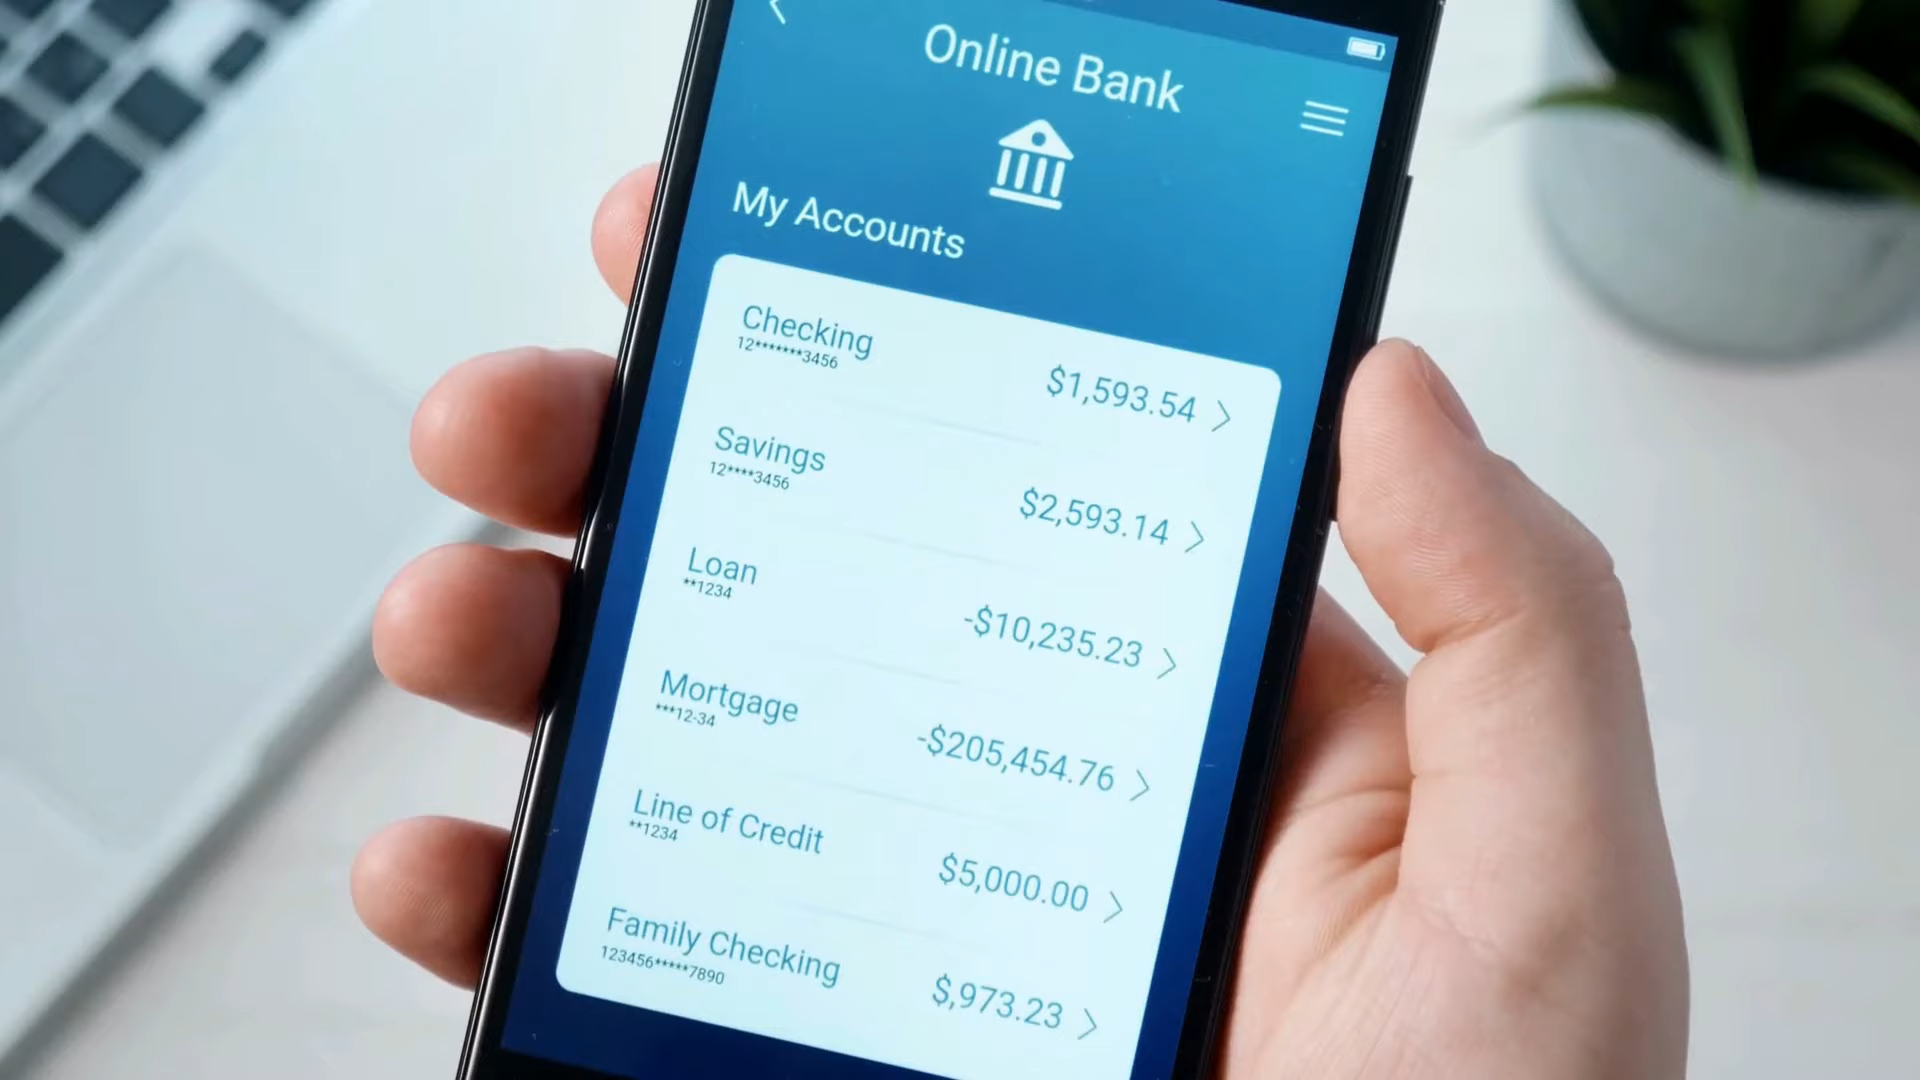 Online Bank
My Accounts
Checking
12*******3456
$1,593.54
Savings
12****3456
$2,593.14
Loan
**1234
-$10,235.23
Mortgage
***12-34
-$205,454.76
Line of Credit
**1234
$5,000.00
Family Checking
123456*****7890
$,973.23